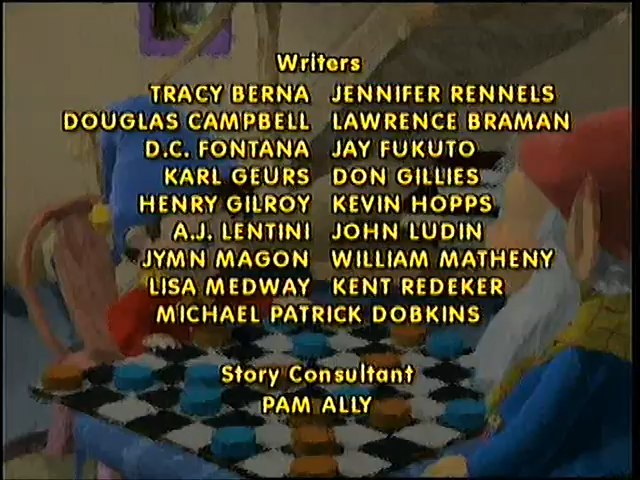 Writers
TRACY BERNA JENNIFER RENNELS
DOUGLAS CAMPBELL LAWRENCE BRAMAN
D.C. FONTANA JAY FUKUTO
KARL GEURS DON GILLIES
HENRY GILROY KEVIN HOPPS
A.J. LENTINI JOHN LUDIN
JYMN MAGON WILLIAM MATHENY
LISA MEDWAY KENT REDEKER
MICHAEL PATRICK DOBKINS
Story Consultant
PAM ALLY